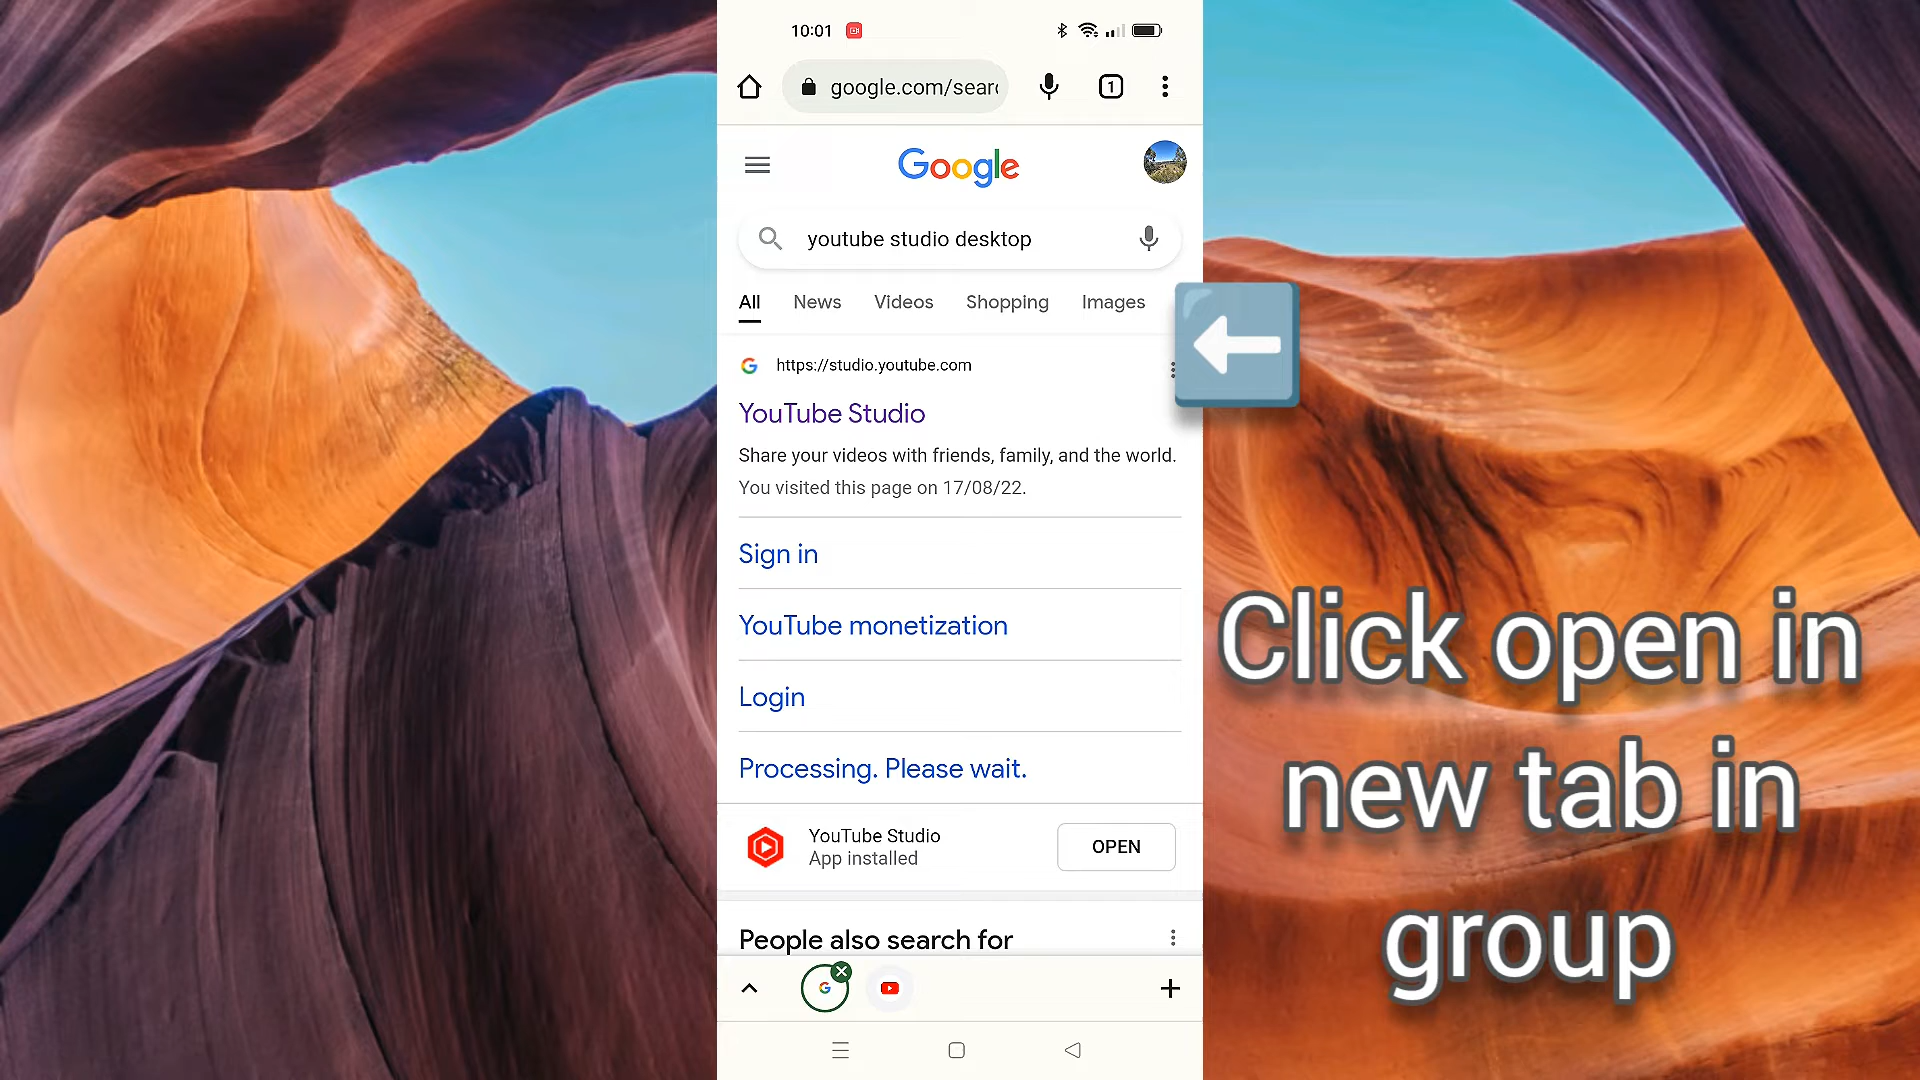 10:01
google.com/sear
1
Google
youtube studio desktop
All News Videos Shopping Images
https://studio.youtube.com
YouTube Studio
Share your videos with friends, family, and the world.
You visited this page on 17/08/22.
Sign in
YouTube monetization
Login
Processing. Please wait.
YouTube Studio
App installed
OPEN
People also search for
G
Click open in
new tab in
group